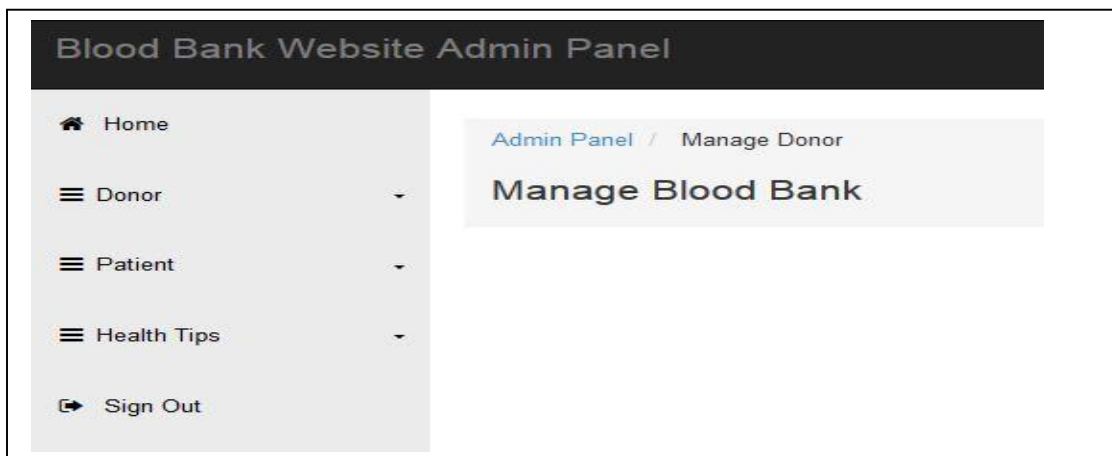 Blood Bank Website Admin Panel
Home
Donor
Patient
Health Tips
Sign Out
Admin Panel / Manage Donor
Manage Blood Bank